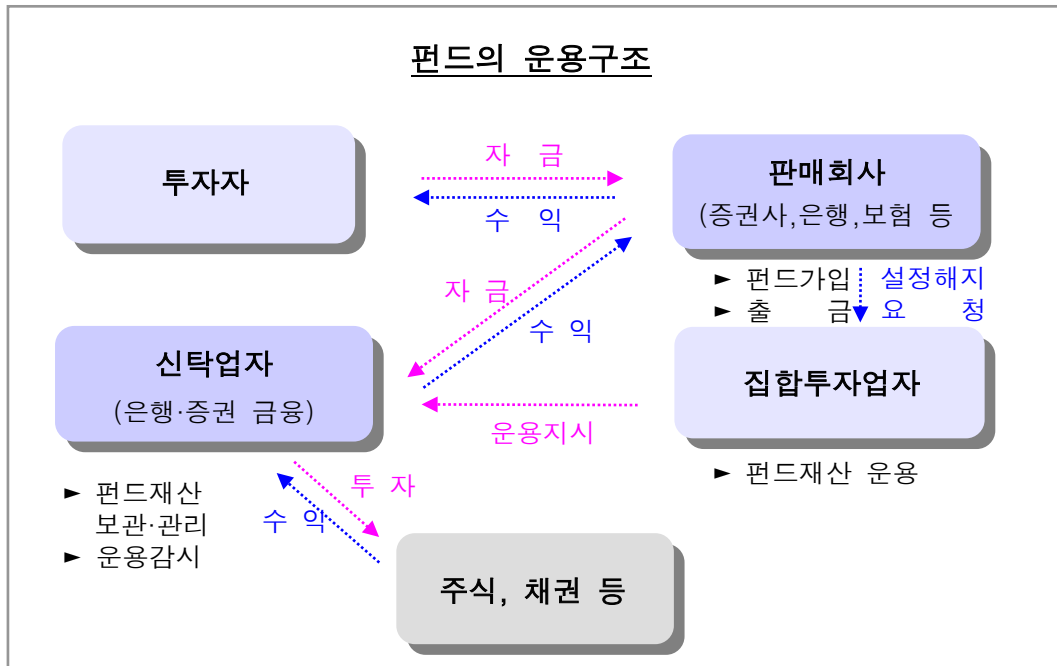 펀드의 운용구조
투자자
자 금
수 익
판매회사
(증권사,은행,보험 등
► 펀드가입
► 출 금
설정해지
요 청
자 금
수 익
신탁업자
(은행·증권 금융)
집합투자업자
운용지시
► 펀드재산 운용
► 펀드재산
보관·관리
► 운용감시
투 자
수 익
주식, 채권 등